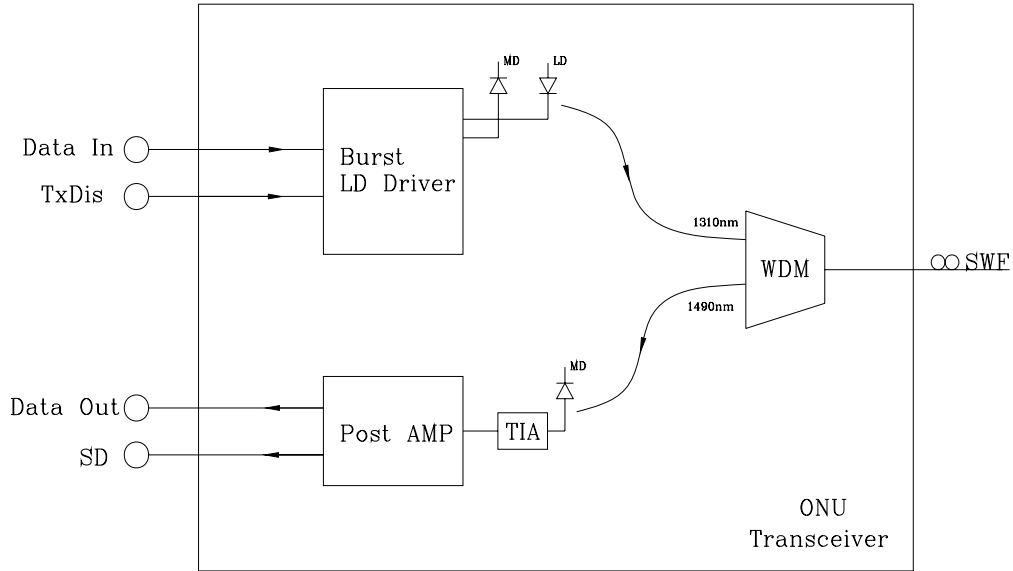 MD
LD
Data In
TxDis
Burst
LD Driver
1310nm
WDM
SWF
1490nm
MD
Data Out
SD
Post AMP
TIA
ONU
Transceiver